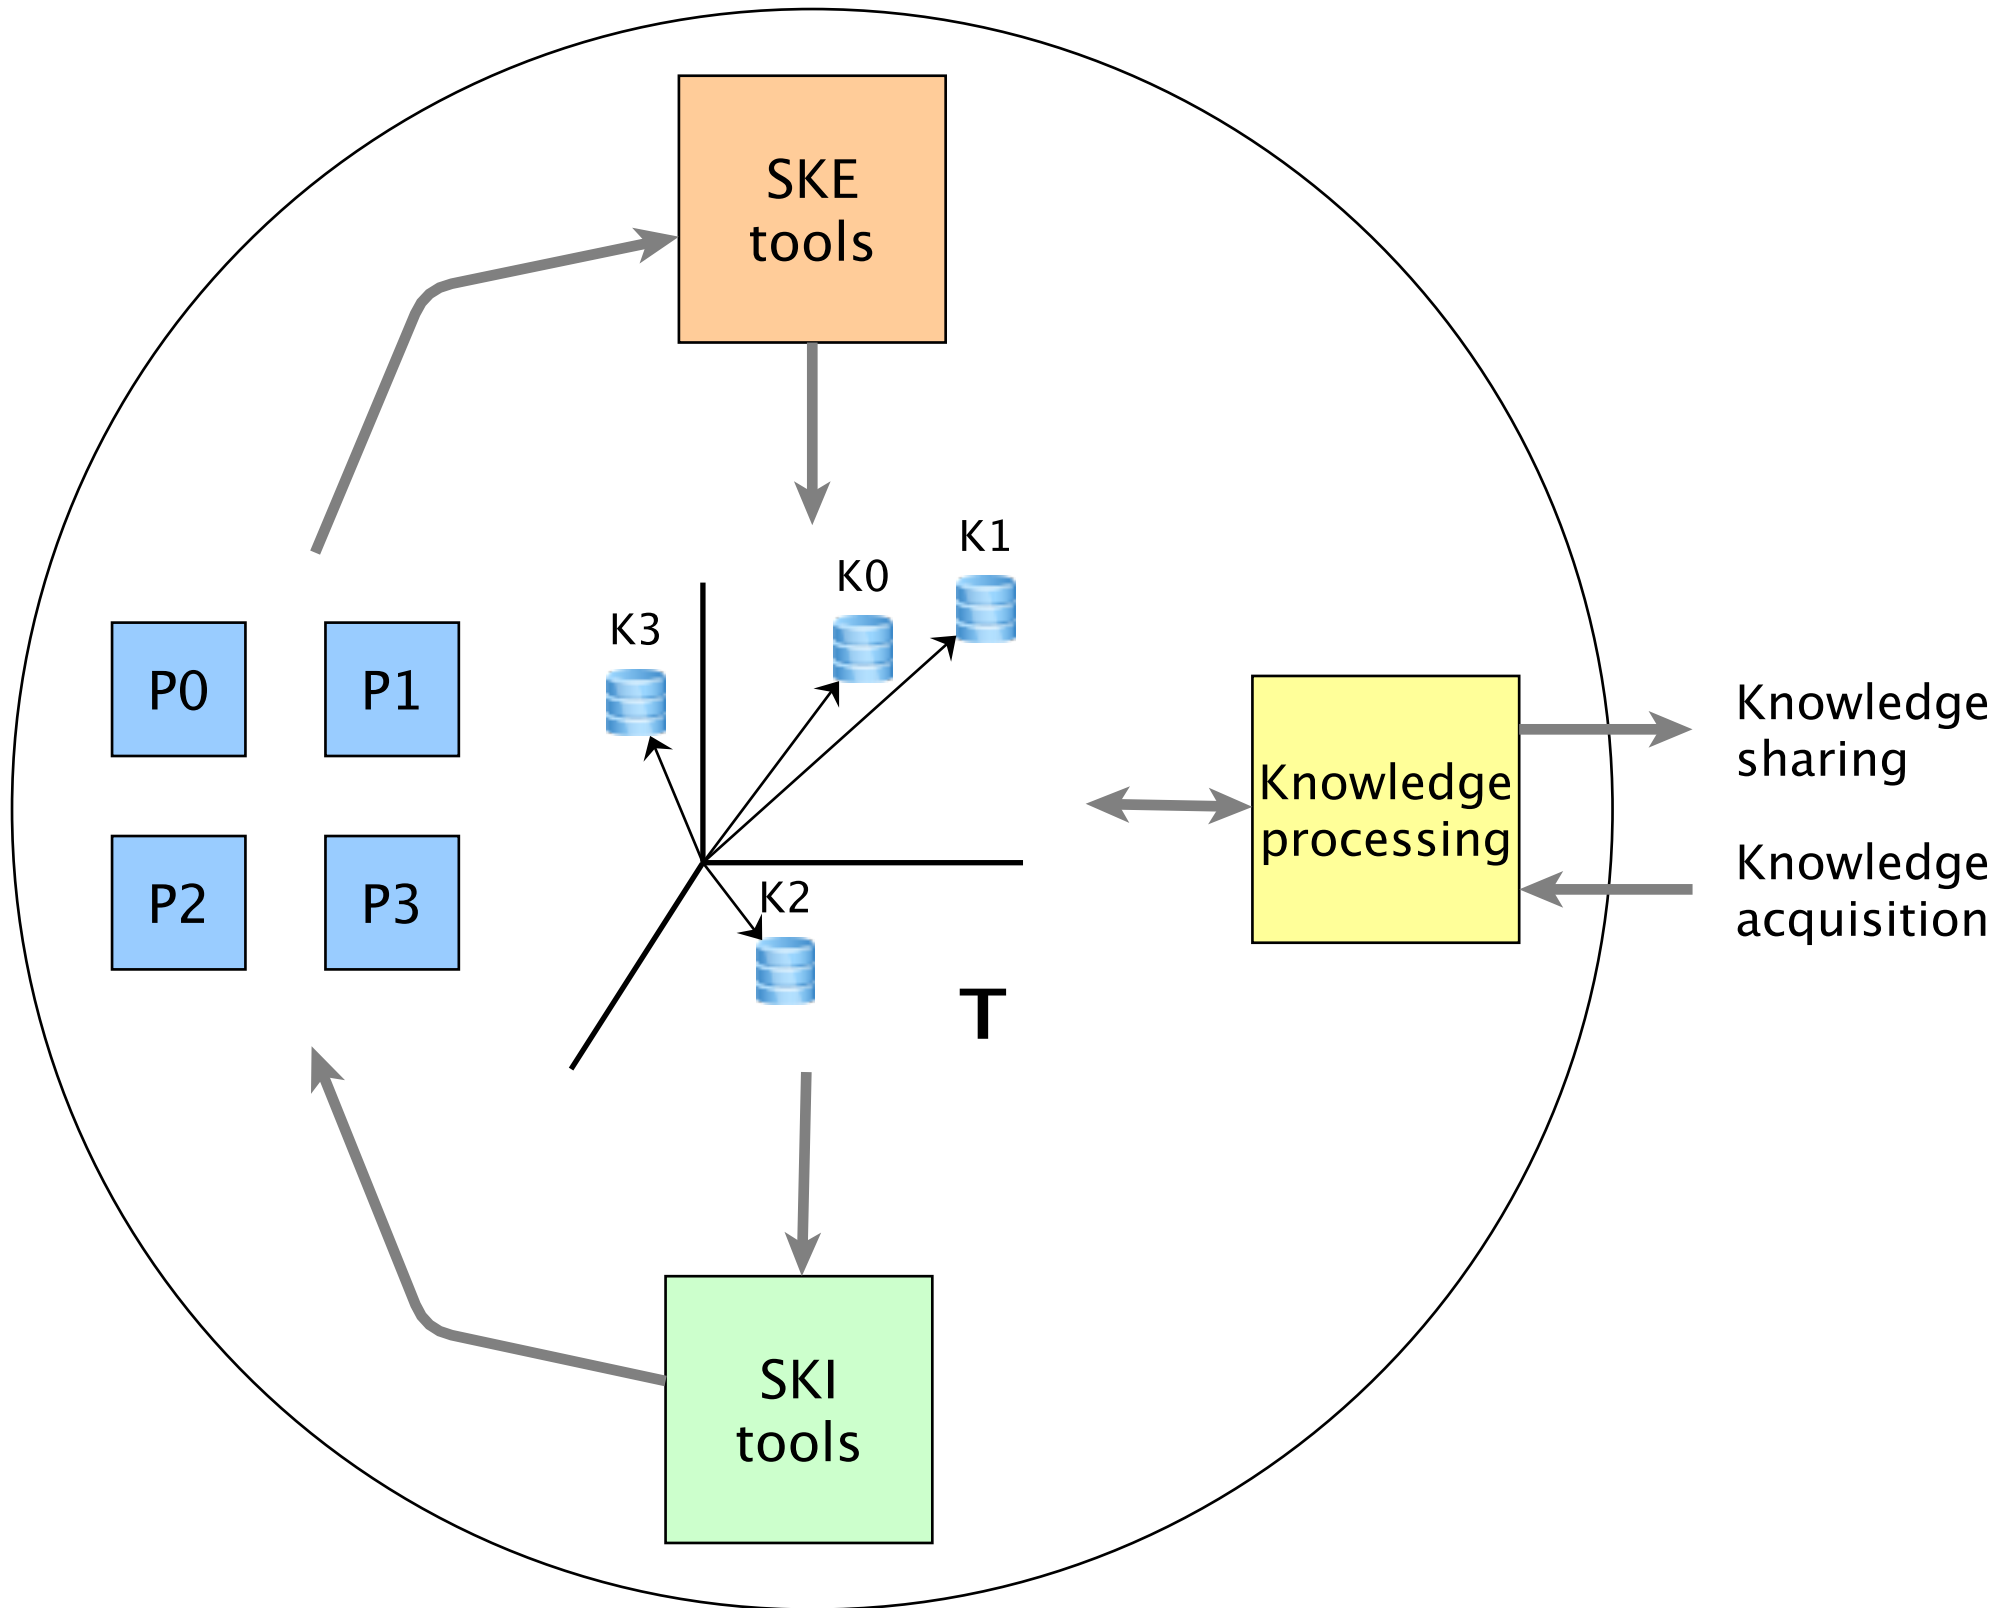 SKE
tools
K1
K0
K3
P0
P1
Knowledge
sharing
Knowledge
processing
Knowledge
acquisition
P2
P3
K2
T
SKI
tools